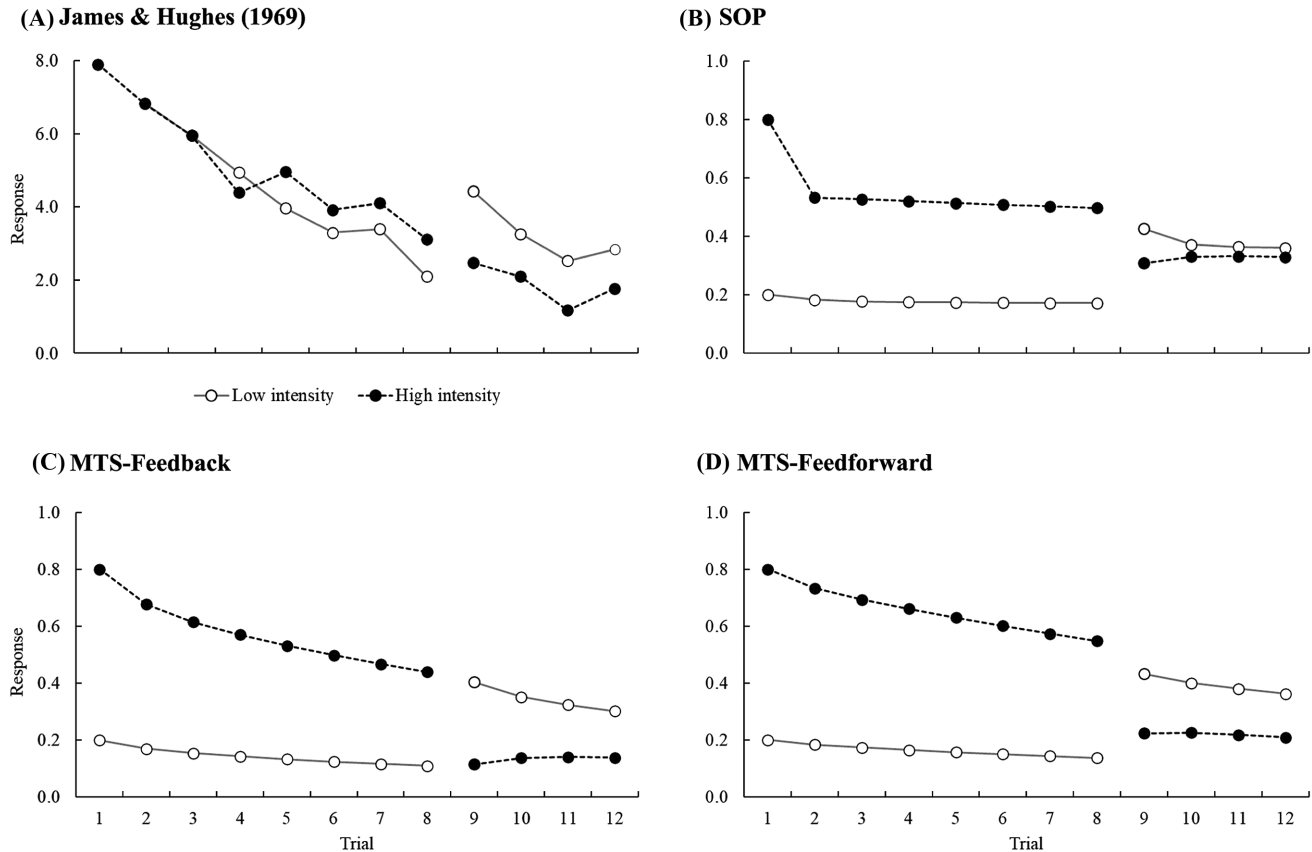 (A) James & Hughes (1969)
8.0
6.0
4.0
2.0
0.0
Response
Low intensity High intensity
(B) SOP
1.0
0.8
0.6
0.4
0.2
0.0
(C) MTS-Feedback
1.0
0.8
0.6
0.4
0.2
0.0
Response
1 2 3 4 5 6 7 8 9 10 11 12
Trial
(D) MTS-Feedforward
1.0
0.8
0.6
0.4
0.2
0.0
1 2 3 4 5 6 7 8 9 10 11 12
Trial